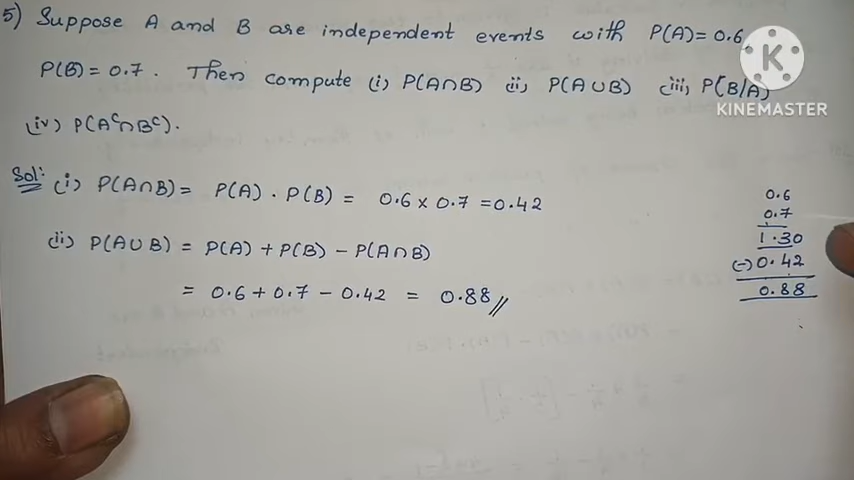 5) Suppose A and B are independent events with P(A) = 0.6,
P(B) = 0.7. Then compute (i) P(A∩B) (ii) P(A∪B) (iii) P(B/A)
(iv) P(Aᶜ∩Bᶜ).
Sol: (i) P(A∩B) = P(A) . P(B) = 0.6 × 0.7 = 0.42
(ii) P(A∪B) = P(A) + P(B) - P(A∩B)
= 0.6 + 0.7 - 0.42 = 0.88//
0.6
0.7
1.30
(-) 0.42
0.88
K
KINEMASTER